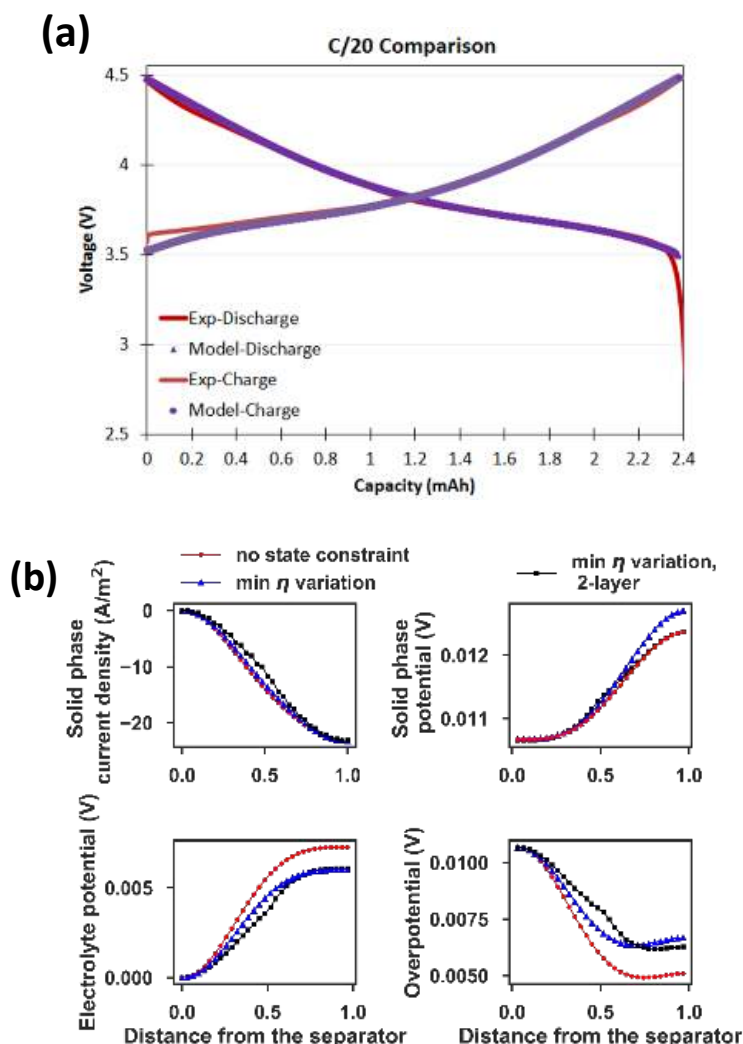 (a)
C/20 Comparison
Voltage (V)
4.5
4
3.5
3
2.5
Exp-Discharge
Model-Discharge
Exp-Charge
Model-Charge
0 0.2 0.4 0.6 0.8 1 1.2 1.4 1.6 1.8 2 2.2 2.4
Capacity (mAh)
(b)
no state constraint
min η variation
min η variation,
2-layer
Solid phase
current density (A/m²)
0
−10
−20
0.0 0.5 1.0
Solid phase
potential (V)
0.012
0.011
0.0 0.5 1.0
Electrolyte potential (V)
0.005
0.000
0.0 0.5 1.0
Distance from the separator
Overpotential (V)
0.0100
0.0075
0.0050
0.0 0.5 1.0
Distance from the separator